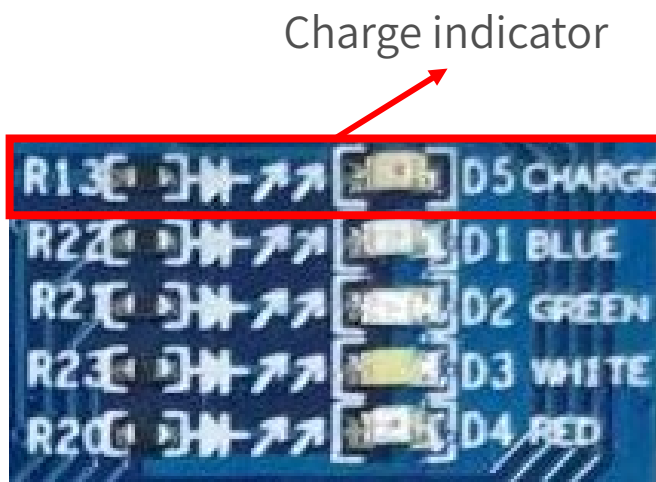 Charge indicator
R13 D5 CHARGE
R22 D1 BLUE
R21 D2 GREEN
R23 D3 WHITE
R20 D4 RED